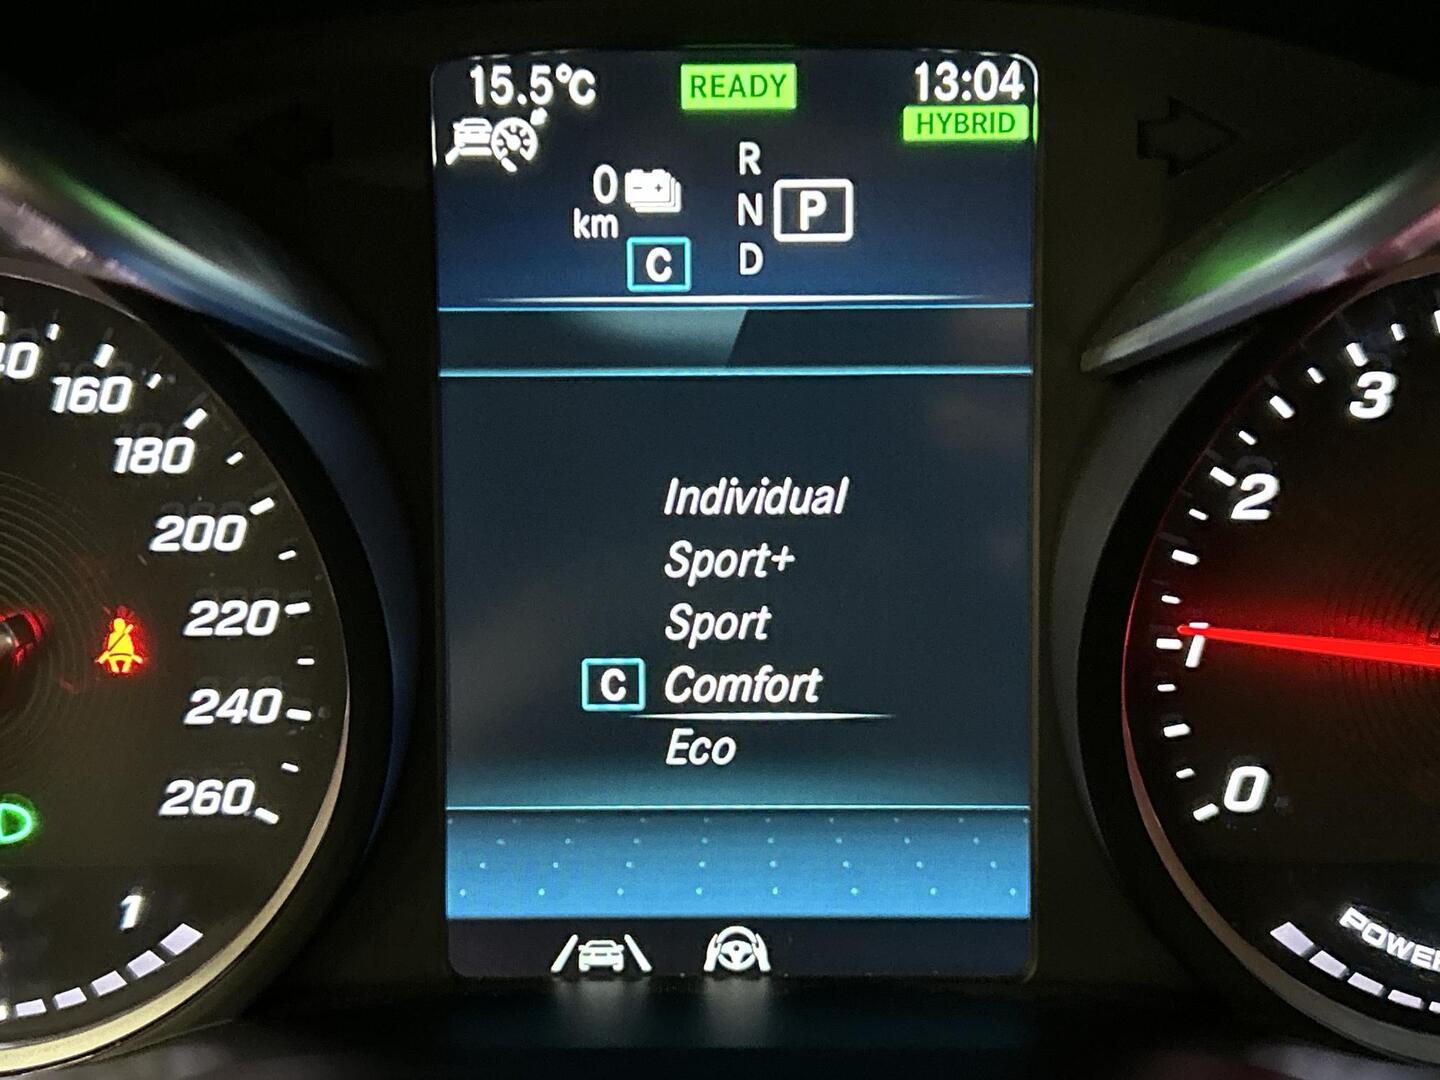 15.5°C
READY
13:04
HYBRID
0
km
C
R
N
D
P
Individual
Sport+
Sport
C Comfort
Eco
160
180
200
220
240
260
1
3
2
1
0
POWER